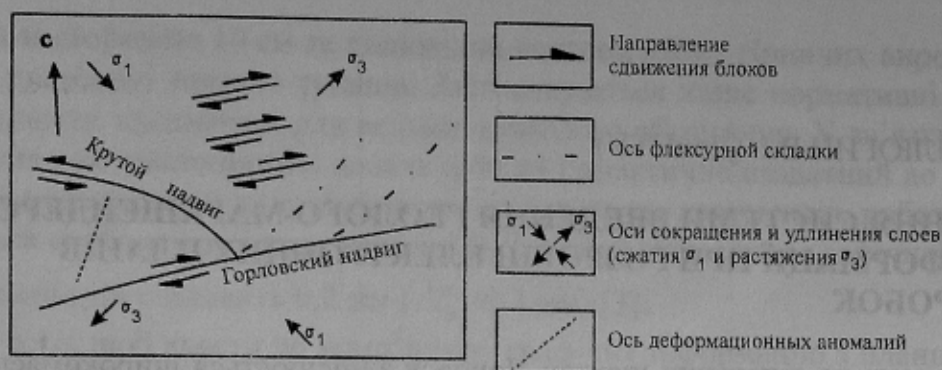 С
σ₁
σ₃
Крутой надвиг
Горловский надвиг
σ₃
σ₁
Направление
сдвижения блоков
Ось флексурной складки
σ₁ σ₃
Оси сокращения и удлинения слоев
(сжатия σ₁ и растяжения σ₃)
Ось деформационных аномалий